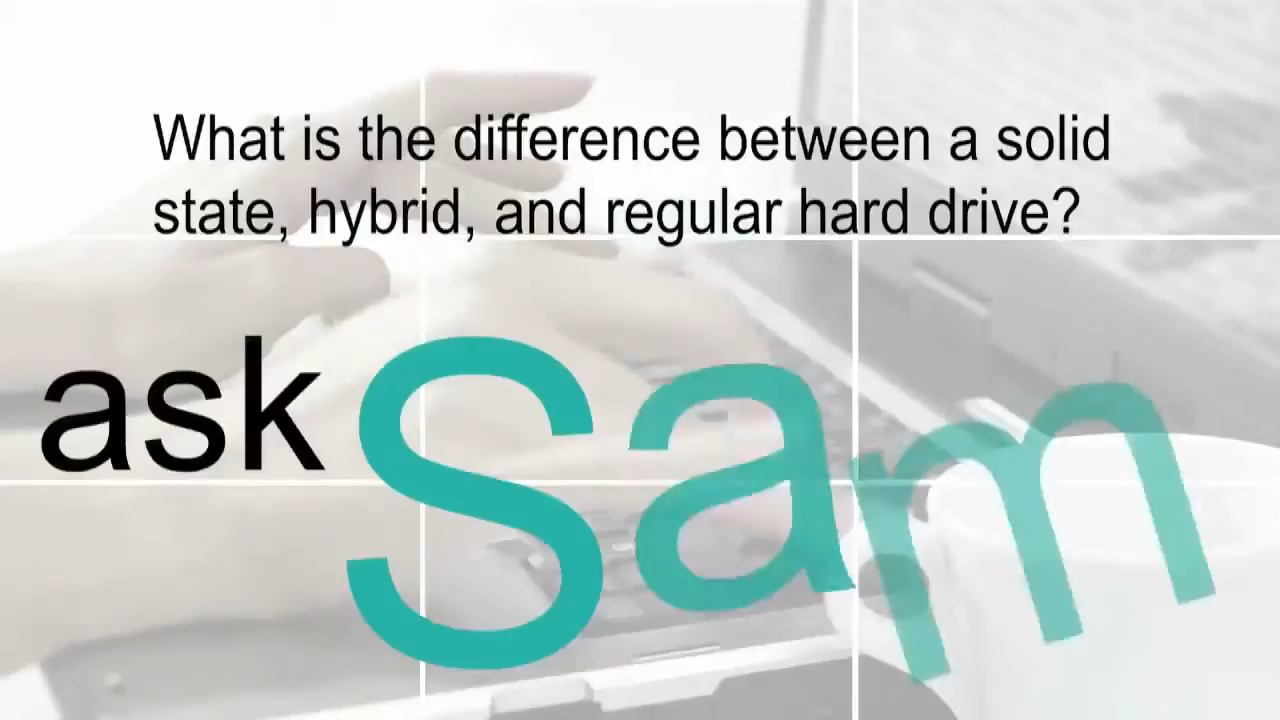 What is the difference between a solid
state, hybrid, and regular hard drive?
ask Sam